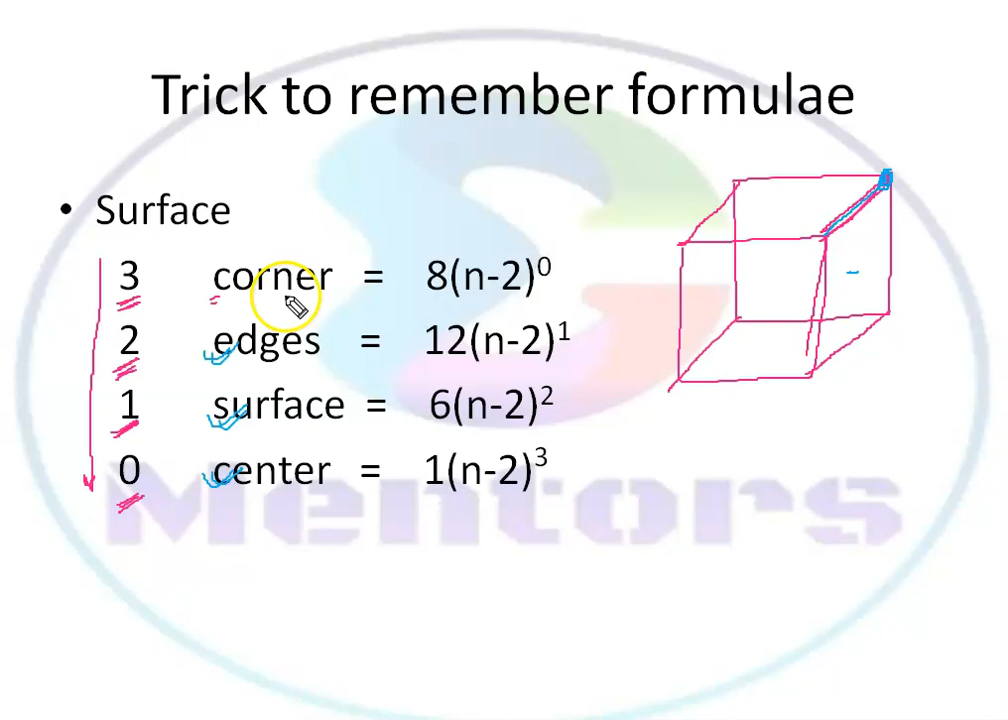 Trick to remember formulae
• Surface
3 corner = 8(n-2)⁰
2 edges = 12(n-2)¹
1 surface = 6(n-2)²
0 center = 1(n-2)³
Mentors